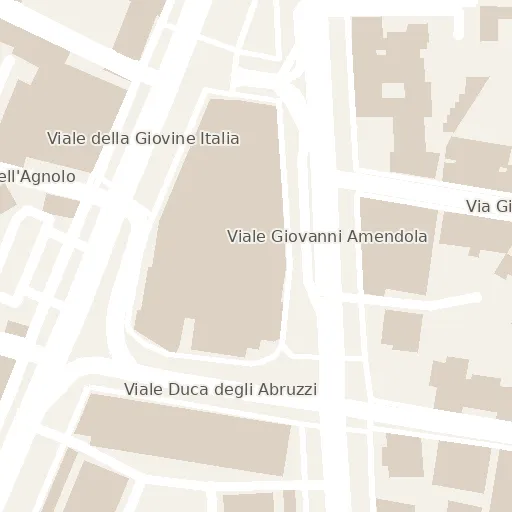 Viale della Giovine Italia
ell'Agnolo
Via Gi
Viale Giovanni Amendola
Viale Duca degli Abruzzi